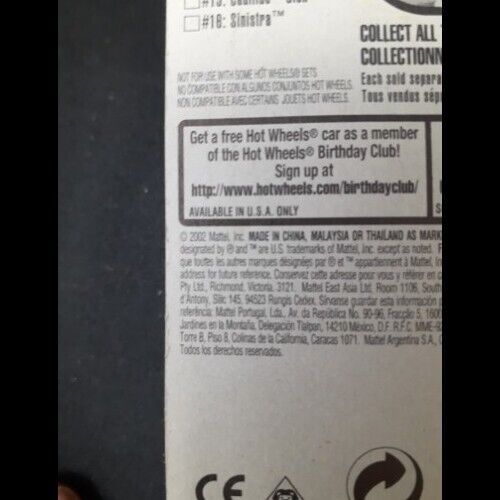 #16: Sinistra™
COLLECT ALL
COLLECTIONN
NOT FOR USE WITH SOME HOT WHEELS® SETS
NO COMPATIBLE CON ALGUNOS CONJUNTOS HOT WHEELS.
NON COMPATIBLE AVEC CERTAINS JOUETS HOT WHEELS.
Each sold separa
Tous vendus sép
Get a free Hot Wheels® car as a member
of the Hot Wheels® Birthday Club!
Sign up at
http://www.hotwheels.com/birthdayclub/
AVAILABLE IN U.S.A. ONLY
© 2002 Mattel, Inc. MADE IN CHINA, MALAYSIA OR THAILAND AS MARK
designated by ® and ™ are U.S. trademarks of Mattel, Inc. except as noted.
que toutes les autres marques désignées par ® et ™ appartiennent à Mattel, In
address for future reference. Conservez cette adresse pour vous y référer en c
Pty. Ltd., Richmond, Victoria, 3121. Mattel East Asia Ltd. Room 1106, South
d'Antony, Silic 145, 94523 Rungis Cedex. Sírvanse guardar esta información p
referéncia: Mattel Portugal, Lda., Av. da República No. 90-96, Fracção 5, 1600
Jardines en la Montaña, Delegación Tlalpan, 14210 México, D.F. R.F.C. MME-92
Torre B, Piso 8, Colinas de la California, Caracas 1071. Mattel Argentina S.A., C
Todos los derechos reservados.
CE